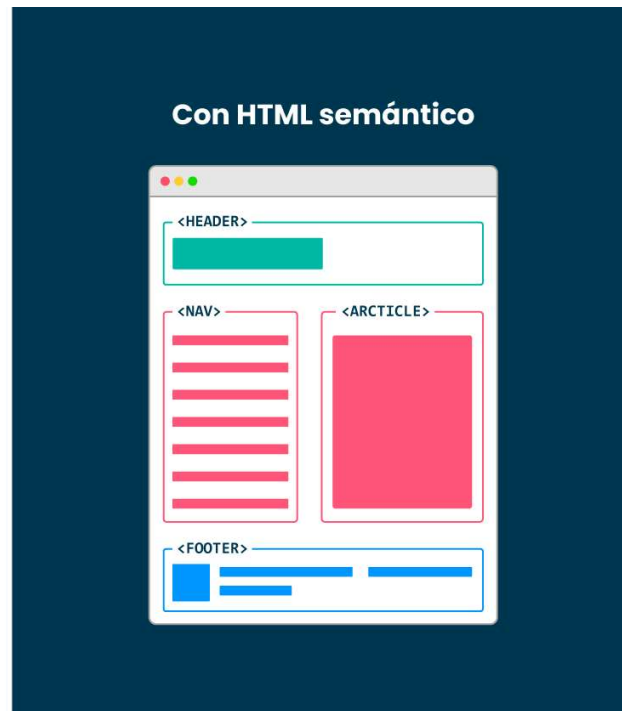 Con HTML semántico
<HEADER>
<NAV>
<ARCTICLE>
<FOOTER>